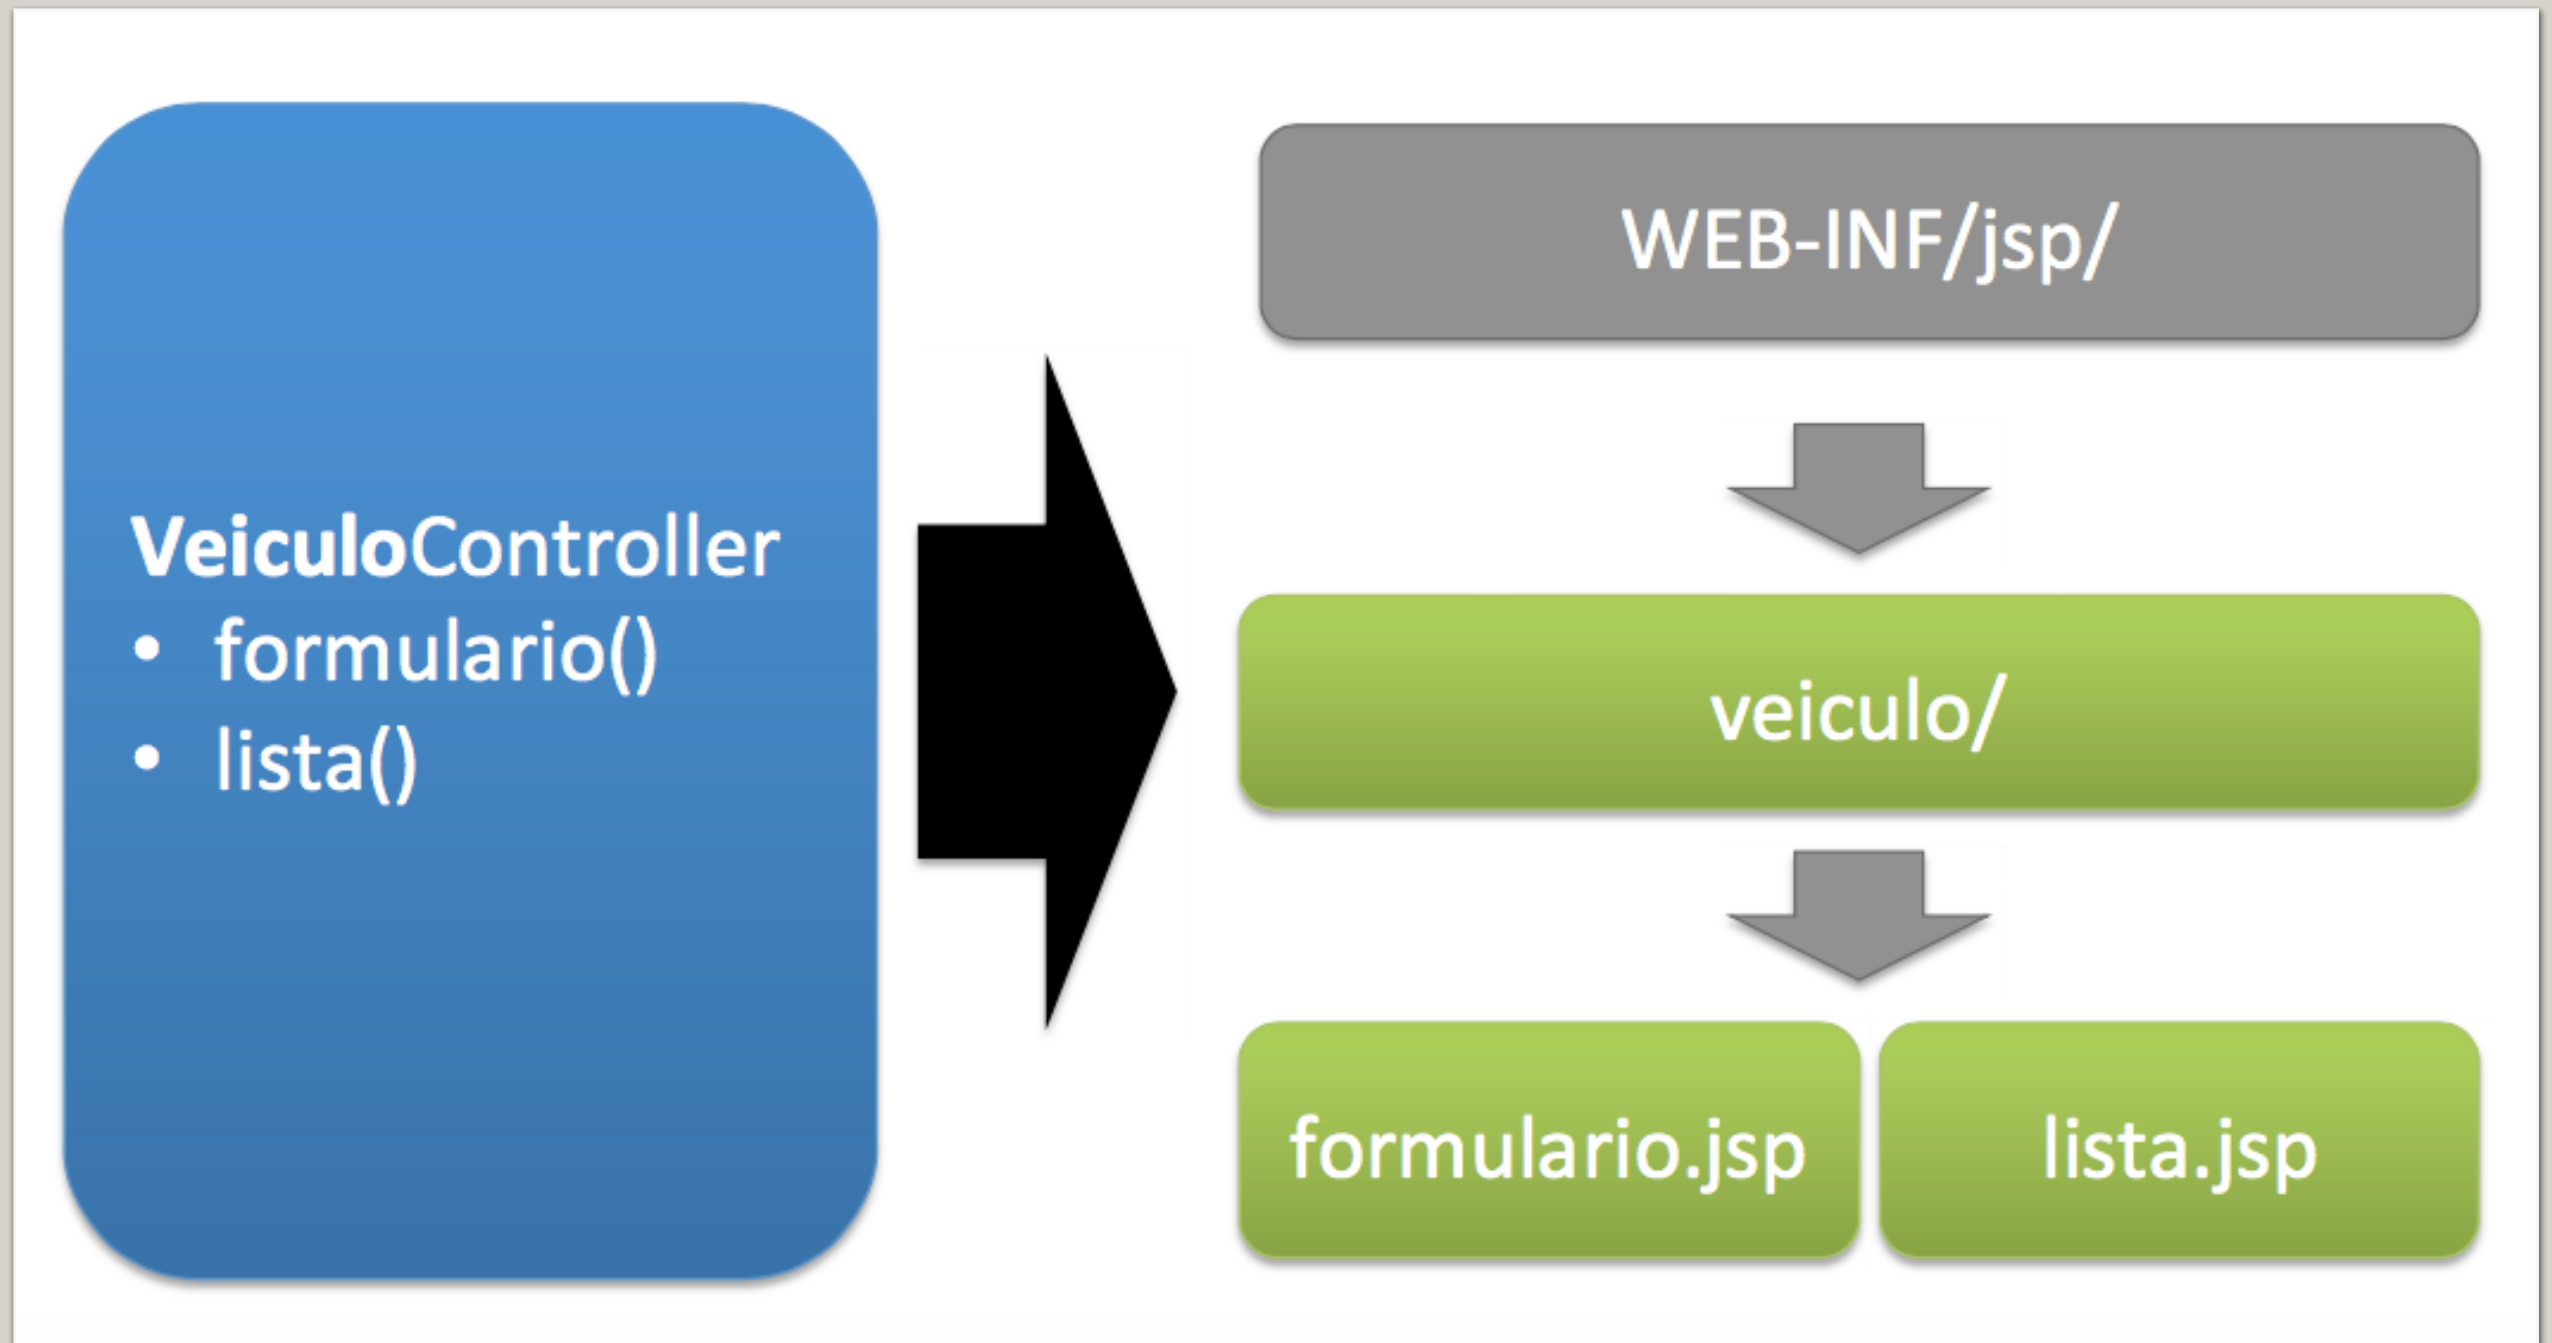 VeiculoController
• formulario()
• lista()
WEB-INF/jsp/
veiculo/
formulario.jsp
lista.jsp